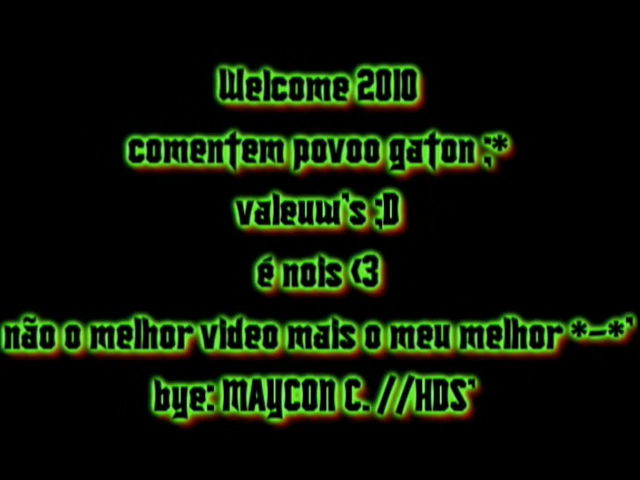 Welcome 2010
comentem povoo gaton ;*
valeuw's ;D
é nois <3
não o melhor video mais o meu melhor *-*'
bye: MAYCON C. //HDS'